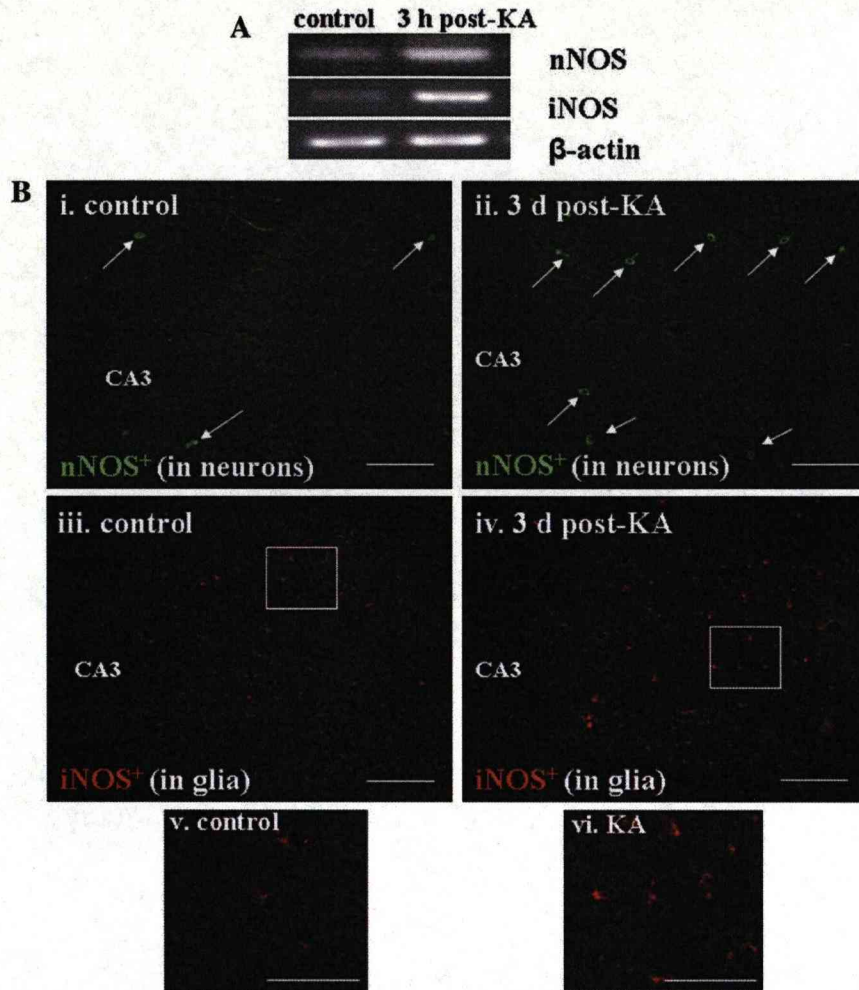 A
control 3 h post-KA
nNOS
iNOS
β-actin
B
i. control
CA3
nNOS⁺ (in neurons)
ii. 3 d post-KA
CA3
nNOS⁺ (in neurons)
iii. control
CA3
iNOS⁺ (in glia)
iv. 3 d post-KA
CA3
iNOS⁺ (in glia)
v. control
vi. KA